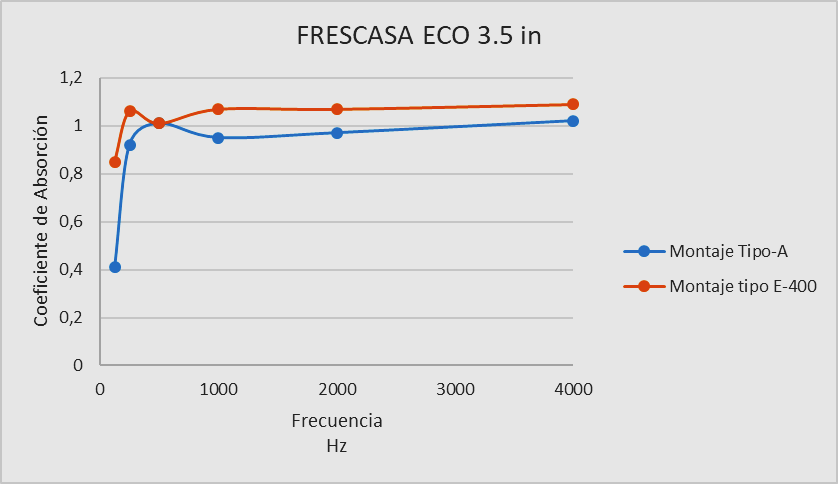 FRESCASA ECO 3.5 in
1,2
1
0,8
0,6
0,4
0,2
0
Coeficiente de Absorción
0 1000 2000 3000 4000
Frecuencia
Hz
Montaje Tipo-A
Montaje tipo E-400